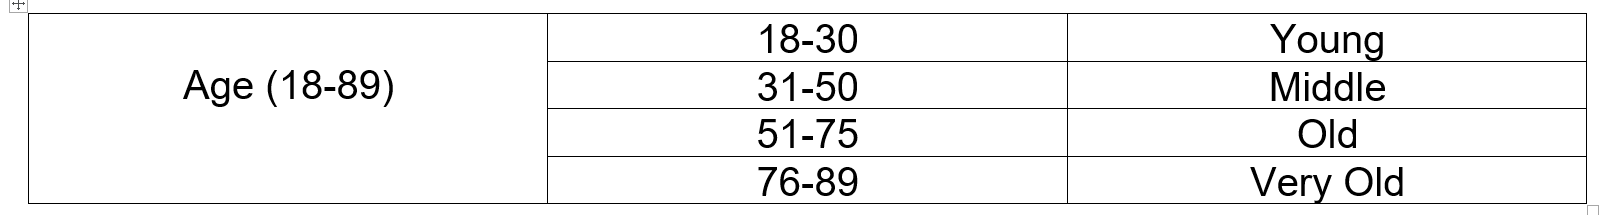 18-30 Young
Age (18-89)
31-50 Middle
51-75 Old
76-89 Very Old